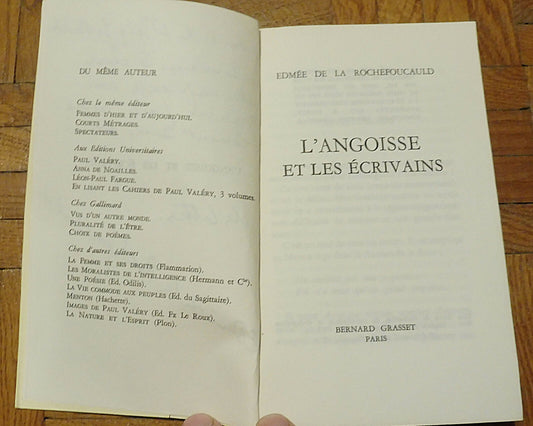 DU MÊME AUTEUR
Chez le même éditeur
FEMMES D'HIER ET D'AUJOURD'HUI.
COURTS MÉTRAGES.
SPECTATEURS.
Aux Editions Universitaires
PAUL VALÉRY.
ANNA DE NOAILLES.
LÉON-PAUL FARGUE.
EN LISANT LES CAHIERS DE PAUL VALÉRY, 3 volumes.
Chez Gallimard
VUS D'UN AUTRE MONDE.
PLURALITÉ DE L'ÊTRE.
CHOIX DE POÈMES.
Chez d'autres éditeurs
LA FEMME ET SES DROITS (Flammarion).
LES MORALISTES DE L'INTELLIGENCE (Hermann et Cie).
UNE POÉSIE (Ed. Odilis).
LA VIE COMMODE AUX PEUPLES (Ed. du Sagittaire).
MENTON (Hachette).
IMAGES DE PAUL VALÉRY (Ed. F.X. Le Roux).
LA NATURE ET L'ESPRIT (Plon).
EDMÉE DE LA ROCHEFOUCAULD
L'ANGOISSE
ET LES ÉCRIVAINS
BERNARD GRASSET
PARIS